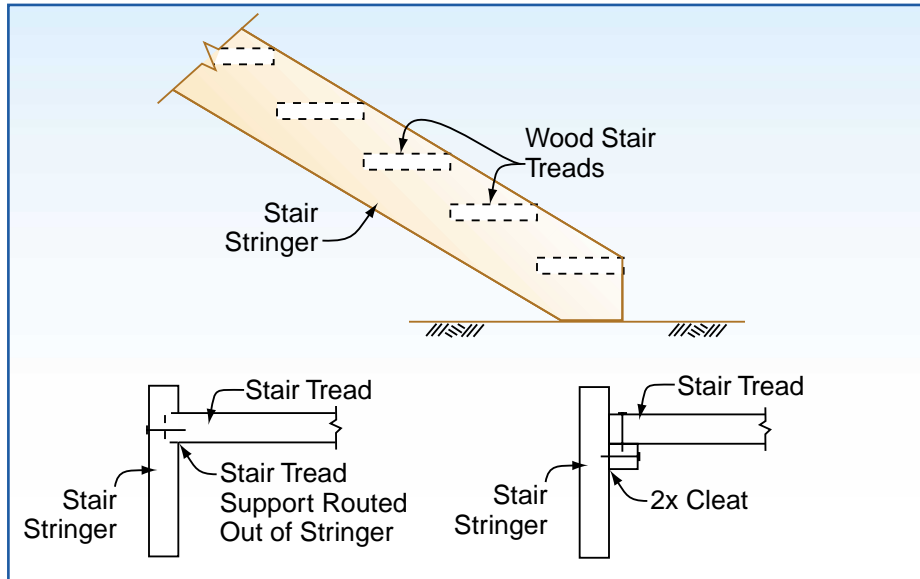 Wood Stair
Treads
Stair
Stringer
Stair Tread
Stair Tread
Support Routed
Out of Stringer
Stair
Stringer
Stair Tread
2x Cleat
Stair
Stringer